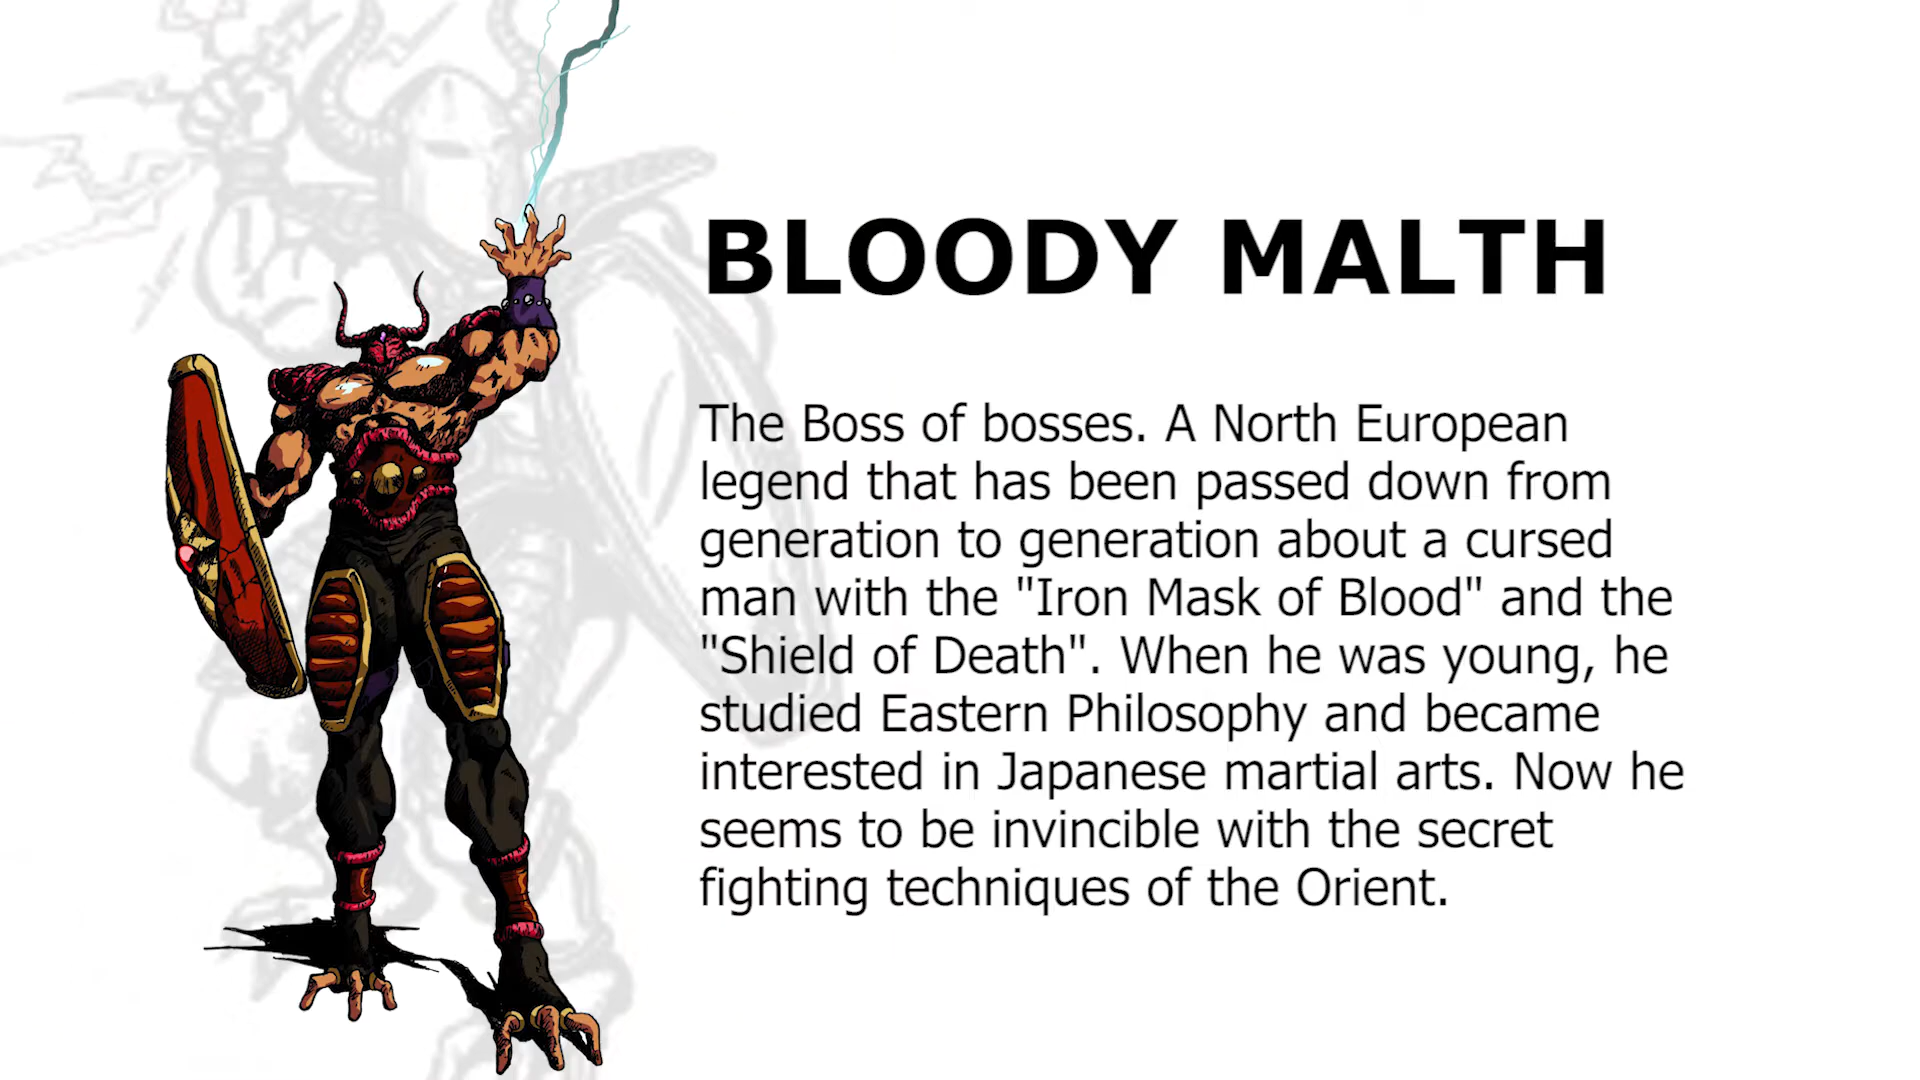 BLOODY MALTH
The Boss of bosses. A North European
legend that has been passed down from
generation to generation about a cursed
man with the "Iron Mask of Blood" and the
"Shield of Death". When he was young, he
studied Eastern Philosophy and became
interested in Japanese martial arts. Now he
seems to be invincible with the secret
fighting techniques of the Orient.